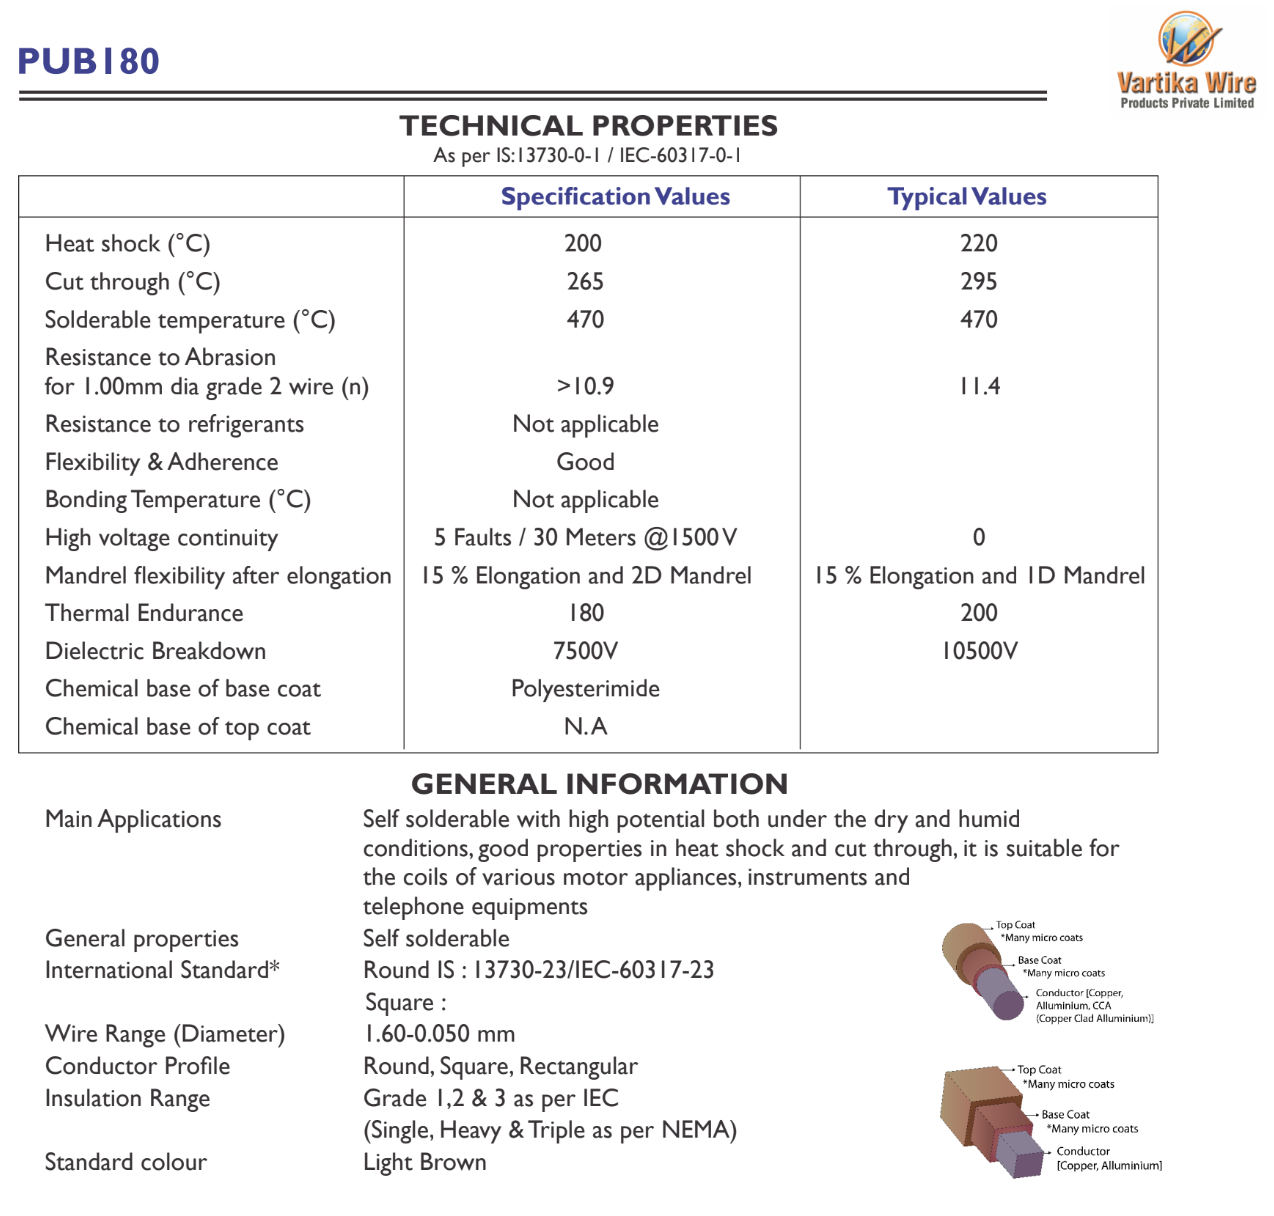 PUB180
Vartika Wire
Products Private Limited
TECHNICAL PROPERTIES
As per IS:13730-0-1 / IEC-60317-0-1
Specification Values Typical Values
Heat shock (°C) 200 220
Cut through (°C) 265 295
Solderable temperature (°C) 470 470
Resistance to Abrasion
for 1.00mm dia grade 2 wire (n) >10.9 11.4
Resistance to refrigerants Not applicable
Flexibility & Adherence Good
Bonding Temperature (°C) Not applicable
High voltage continuity 5 Faults / 30 Meters @1500V 0
Mandrel flexibility after elongation 15 % Elongation and 2D Mandrel 15 % Elongation and 1D Mandrel
Thermal Endurance 180 200
Dielectric Breakdown 7500V 10500V
Chemical base of base coat Polyesterimide
Chemical base of top coat N.A
GENERAL INFORMATION
Main Applications Self solderable with high potential both under the dry and humid
conditions, good properties in heat shock and cut through, it is suitable for
the coils of various motor appliances, instruments and
telephone equipments
General properties Self solderable
International Standard* Round IS : 13730-23/IEC-60317-23
Square :
Wire Range (Diameter) 1.60-0.050 mm
Conductor Profile Round, Square, Rectangular
Insulation Range Grade 1,2 & 3 as per IEC
(Single, Heavy & Triple as per NEMA)
Standard colour Light Brown
Top Coat
*Many micro coats
Base Coat
*Many micro coats
Conductor [Copper,
Alluminium, CCA
(Copper Clad Alluminium)]
Top Coat
*Many micro coats
Base Coat
*Many micro coats
Conductor
[Copper, Alluminium]